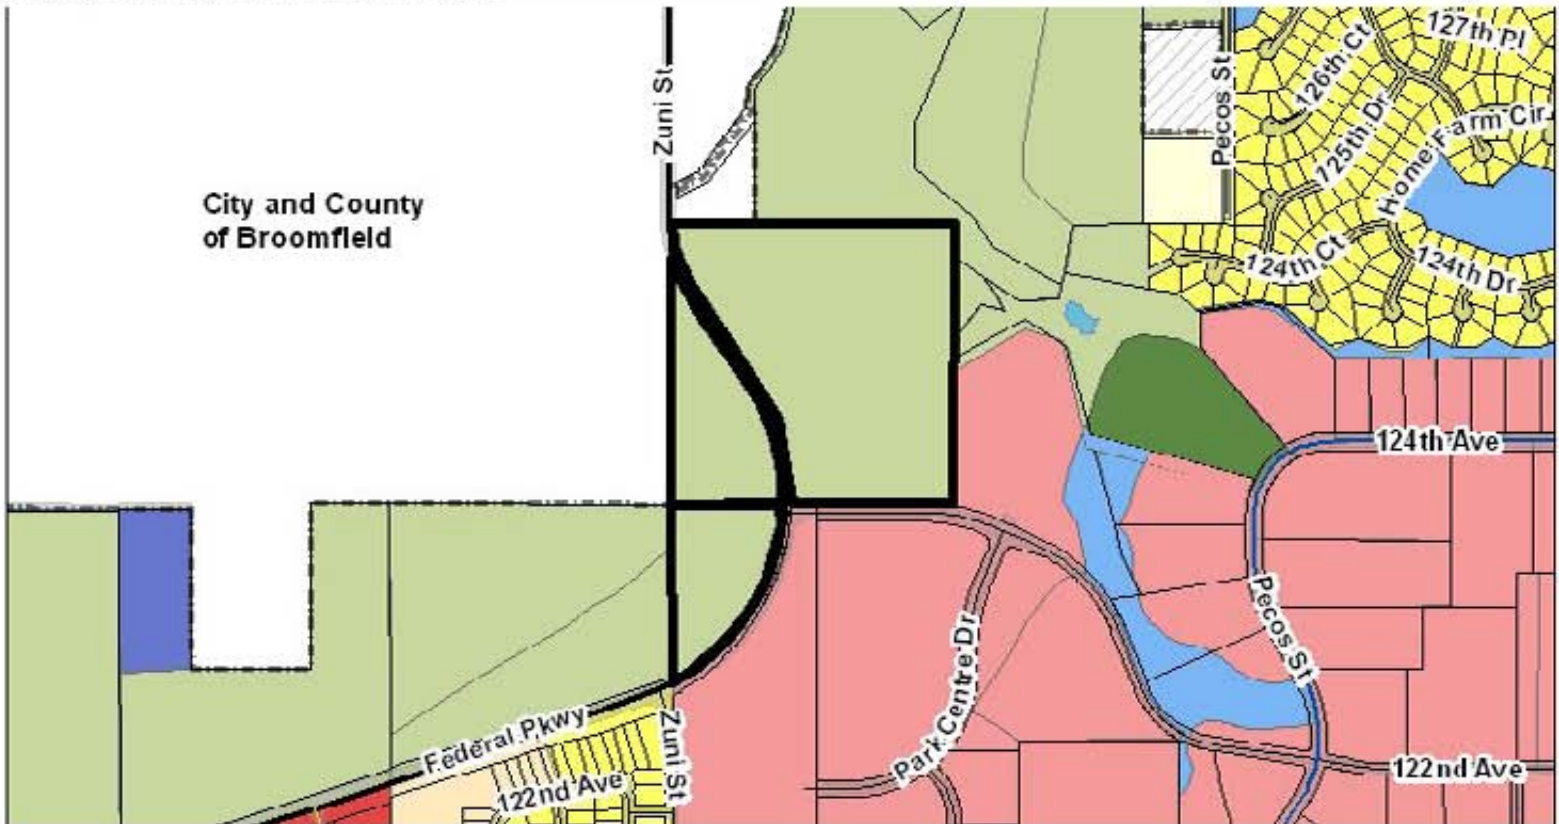 127th Pl
126th Ct
Zuni St
Pecos St
125th Dr
Home Farm Cir
City and County
of Broomfield
124th Ct
124th Dr
124th Ave
Pecos St
Park Centre Dr
Federal Pkwy
Zuni St
122nd Ave
122nd Ave